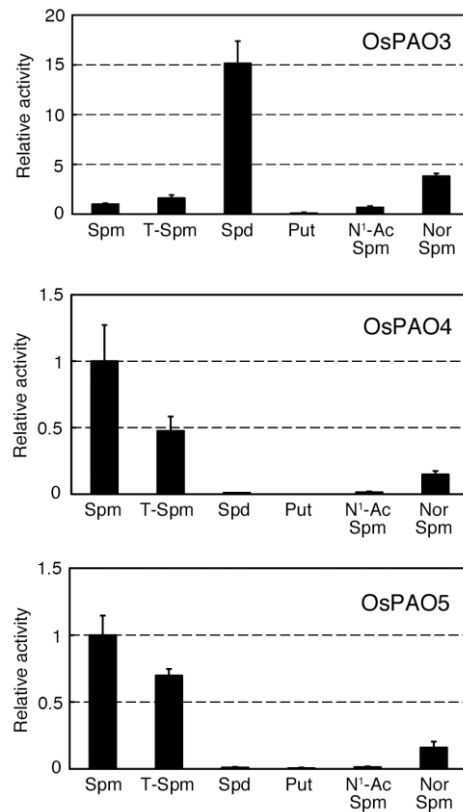 OsPAO3
Relative activity
20
15
10
5
0
Spm T-Spm Spd Put N¹-Ac Spm Nor Spm
OsPAO4
Relative activity
1.5
1
0.5
0
Spm T-Spm Spd Put N¹-Ac Spm Nor Spm
OsPAO5
Relative activity
1.5
1
0.5
0
Spm T-Spm Spd Put N¹-Ac Spm Nor Spm